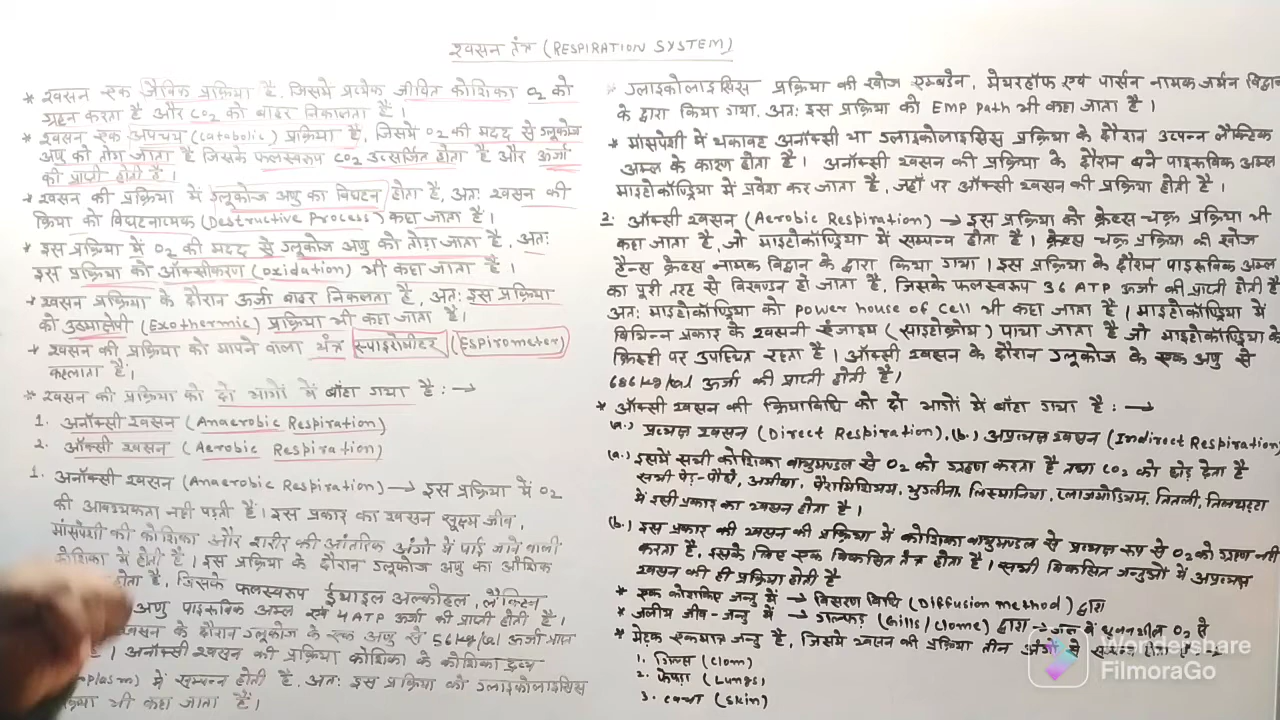 श्वसन तंत्र (RESPIRATION SYSTEM)
* श्वसन एक जैविक प्रक्रिया है, जिसमें प्रत्येक जीवित कोशिका O₂ को
ग्रहन करता है और CO₂ को बाहर निकालता है।
* श्वसन एक अपचय (Catabolic) प्रक्रिया है, जिसमें O₂ की मदद से ग्लूकोज
अणु को तोड़ा जाता है जिसके फलस्वरूप CO₂ उत्सर्जित होता है और ऊर्जा
की प्राप्ती होती है।
* श्वसन की प्रक्रिया में ग्लूकोज अणु का विघटन होता है, अतः श्वसन की
क्रिया को विघटनात्मक (Destructive Process) कहा जाता है।
* इस प्रक्रिया में O₂ की मदद से ग्लूकोज अणु को तोड़ा जाता है, अतः
इस प्रक्रिया को ऑक्सीकरण (Oxidation) भी कहा जाता है।
* श्वसन प्रक्रिया के दौरान ऊर्जा बाहर निकलता है, अतः इस प्रक्रिया
को उष्माक्षेपी (Exothermic) प्रक्रिया भी कहा जाता है।
* श्वसन की प्रक्रिया को मापने वाला यंत्र स्पाइरोमीटर (Espirometer)
कहलाता है।
* श्वसन की प्रक्रिया को दो भागों में बाँटा गया है :→
1. अनॉक्सी श्वसन (Anaerobic Respiration)
2. ऑक्सी श्वसन (Aerobic Respiration)
1. अनॉक्सी श्वसन (Anaerobic Respiration) → इस प्रक्रिया में O₂
की आवश्यकता नही पड़ती है। इस प्रकार का श्वसन सूक्ष्म जीव,
मांसपेशी की कोशिका और शरीर की आंतरिक अंगो में पाई जाने वाली
कोशिका में होती है। इस प्रक्रिया के दौरान ग्लूकोज अणु का आंशिक
होता है, जिसके फलस्वरूप ईथाइल अल्कोहल, लैक्टिक
अणु पाइरूविक अम्ल एवं 4 ATP ऊर्जा की प्राप्ती होती है।
श्वसन के दौरान ग्लूकोज के एक अणु से 56 kg/cal ऊर्जा प्राप्त
है। अनॉक्सी श्वसन की प्रक्रिया कोशिका के कोशिका द्रव्य
plasm) में सम्पन्न होती है, अतः इस प्रक्रिया को ग्लाइकोलाइसिस
क्रिया भी कहा जाता है।
* ग्लाइकोलाइसिस प्रक्रिया की खोज एम्बडेन, मेयरहॉफ एवं पार्सन नामक जर्मन विद्वान
के द्वारा किया गया, अतः इस प्रक्रिया को EMP Path भी कहा जाता है।
* मांसपेशी में थकावट अनॉक्सी या ग्लाइकोलाइसिस प्रक्रिया के दौरान उत्पन्न लैक्टिक
अम्ल के कारण होता है। अनॉक्सी श्वसन की प्रक्रिया के दौरान बने पाइरूविक अम्ल
माइटोकॉण्ड्रिया में प्रवेश कर जाता है, जहाँ पर ऑक्सी श्वसन की प्रक्रिया होती है।
2. ऑक्सी श्वसन (Aerobic Respiration) → इस प्रक्रिया को क्रेब्स चक्र प्रक्रिया भी
कहा जाता है, जो माइटोकॉण्ड्रिया में सम्पन्न होता है। क्रेब्स चक्र प्रक्रिया की खोज
हैन्स क्रेब्स नामक विद्वान के द्वारा किया गया। इस प्रक्रिया के दौरान पाइरूविक अम्ल
का पूरी तरह से विखण्डन हो जाता है, जिसके फलस्वरूप 36 ATP ऊर्जा की प्राप्ती होती है
अतः माइटोकॉण्ड्रिया को Power house of Cell भी कहा जाता है। माइटोकॉण्ड्रिया में
विभिन्न प्रकार के श्वसनी इंजाइम (साइटोक्रोम) पाया जाता है जो माइटोकॉण्ड्रिया के
क्रिस्टी पर उपस्थित रहता है। ऑक्सी श्वसन के दौरान ग्लूकोज के एक अणु से
686 kg/cal ऊर्जा की प्राप्ती होती है।
* ऑक्सी श्वसन की क्रियाविधि को दो भागों में बाँटा गया है :→
(a.) प्रत्यक्ष श्वसन (Direct Respiration), (b.) अप्रत्यक्ष श्वसन (Indirect Respiration)
(a.) इसमें सभी कोशिका वायुमण्डल से O₂ को ग्रहण करता है तथा CO₂ को छोड़ देता है
सभी पेड़-पौधे, अमीबा, पैरामिशियम, युग्लीना, लिस्मानिया, प्लाज्मोडियम, तितली, तिलचट्टा
में इसी प्रकार का श्वसन होता है।
(b.) इस प्रकार की श्वसन की प्रक्रिया में कोशिका वायुमण्डल से प्रत्यक्ष रूप से O₂ को ग्रहण नही
करता है, इसके लिए एक विकसित तंत्र होता है। सभी विकसित जन्तुओं में अप्रत्यक्ष
श्वसन की ही प्रक्रिया होती है
* एक कोशिकीए जन्तु में → विसरण विधि (Diffusion method) द्वारा
* जलीय जीव-जन्तु में → गलफड़ (Gills/Clome) द्वारा → जल में घुलनशील O₂ से
* मेढ़क एकमात्र जन्तु है, जिसमें श्वसन की प्रक्रिया तीन अंगो से सम्पन्न होता है :→
1. गिल्स (Clom)
2. फेफड़ा (Lungs)
3. त्वचा (Skin)
Wondershare
FilmoraGo